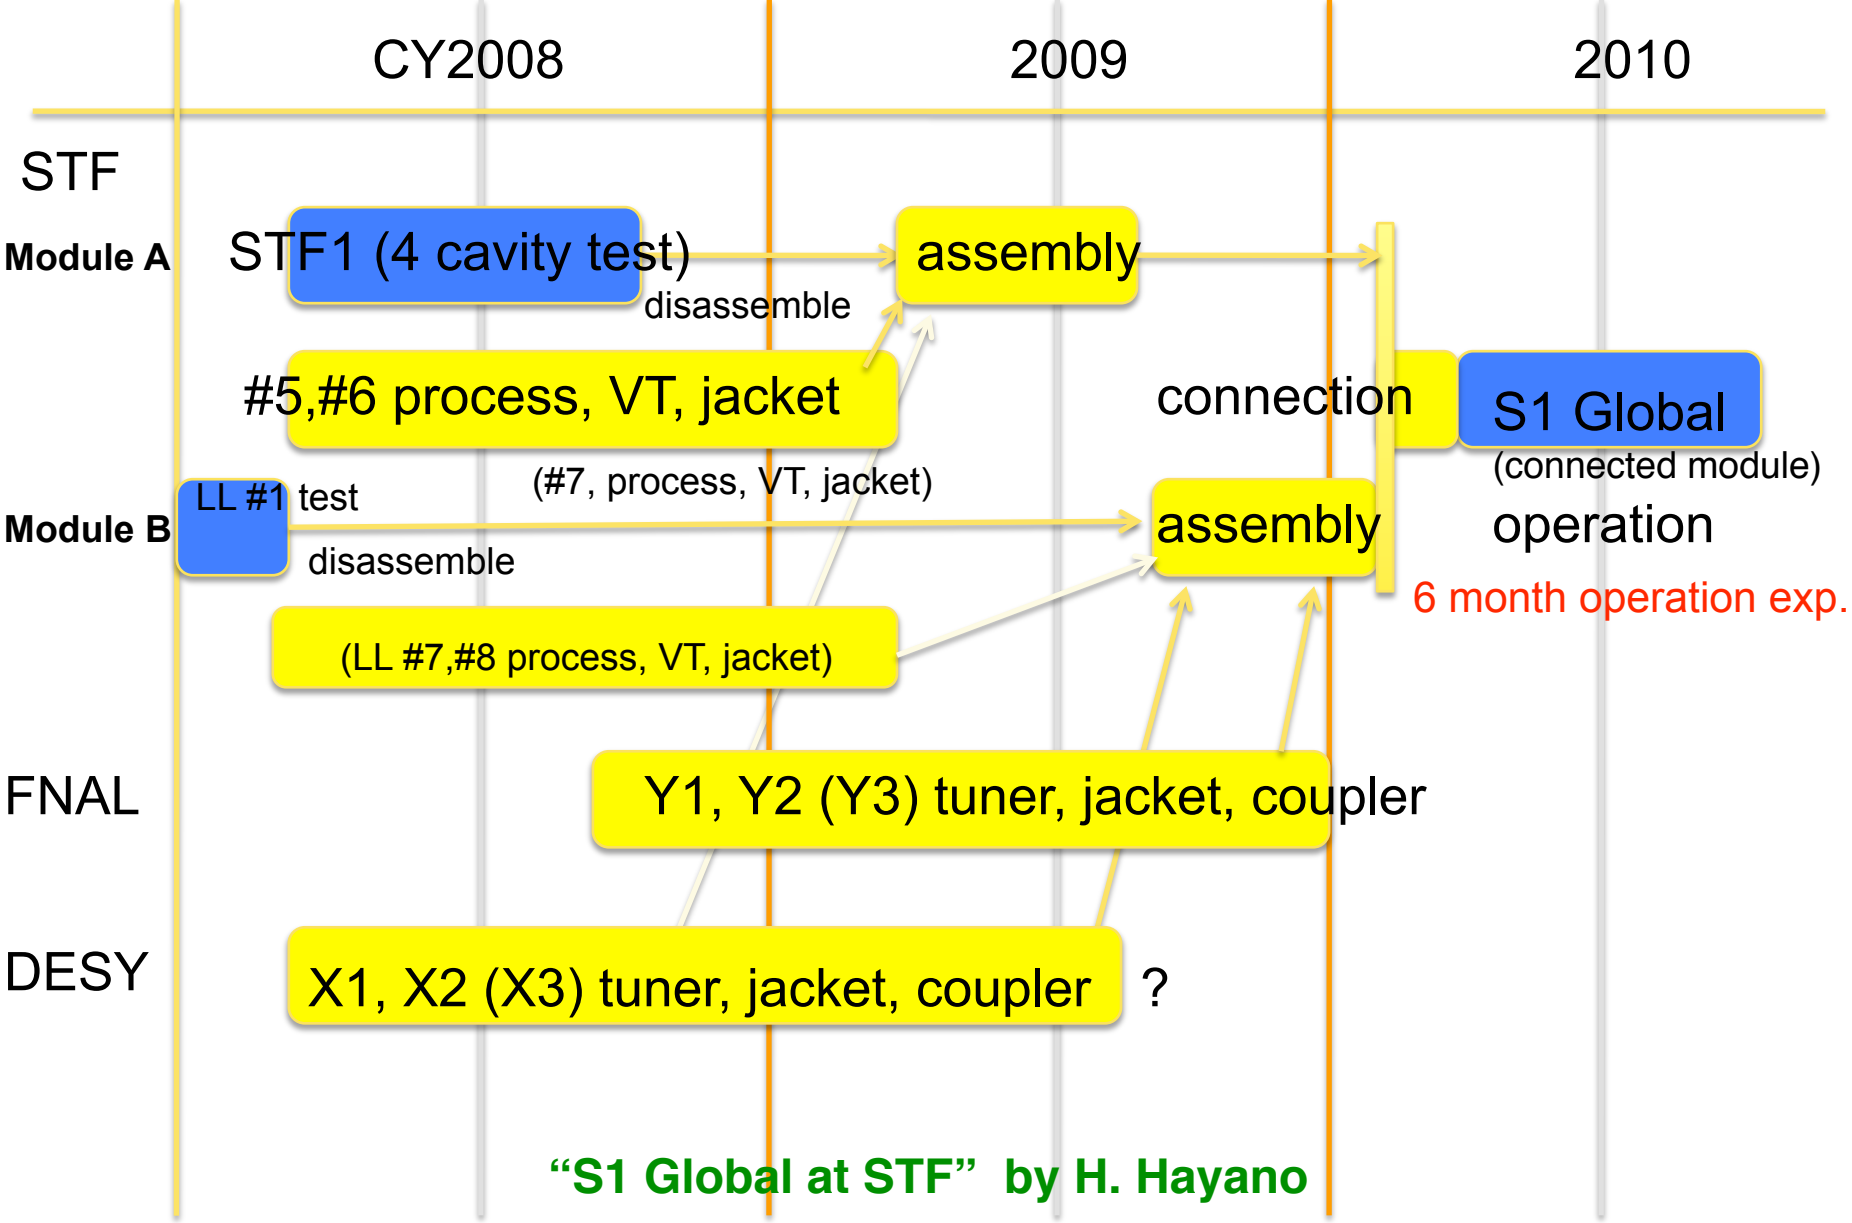 CY2008 2009 2010
STF
Module A STF1 (4 cavity test) assembly
disassemble
#5,#6 process, VT, jacket connection S1 Global
(#7, process, VT, jacket) (connected module)
LL #1 test
Module B assembly operation
disassemble
6 month operation exp.
(LL #7,#8 process, VT, jacket)
FNAL Y1, Y2 (Y3) tuner, jacket, coupler
DESY X1, X2 (X3) tuner, jacket, coupler ?
“S1 Global at STF” by H. Hayano